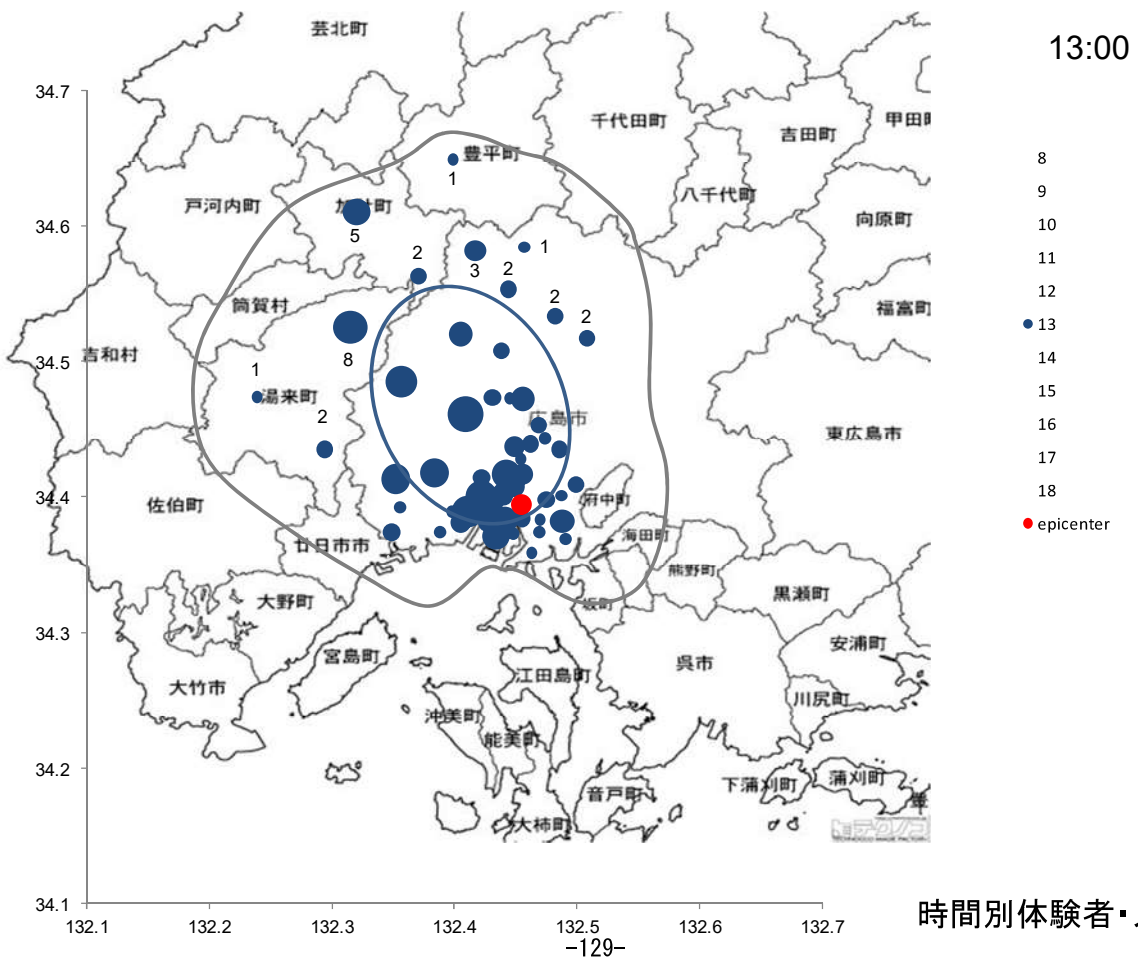 13:00
芸北町
34.7
千代田町
吉田町
豊平町
1
8
9
10
11
12
13
14
15
16
17
18
epicenter
戸河内町
八千代町
向原町
34.6
5
2
3
2
1
筒賀村
2
2
福富町
34.5
吉和村
8
1
湯来町
広島市
2
東広島市
34.4
佐伯町
府中町
廿日市市
海田町
熊野町
大野町
坂町
黒瀬町
34.3
宮島町
安浦町
大竹市
江田島町
呉市
川尻町
沖美町
能美町
34.2
音戸町
下蒲刈町
蒲刈町
大柿町
34.1
132.1
132.2
132.3
132.4
132.5
132.6
132.7
時間別体験者・
-129-